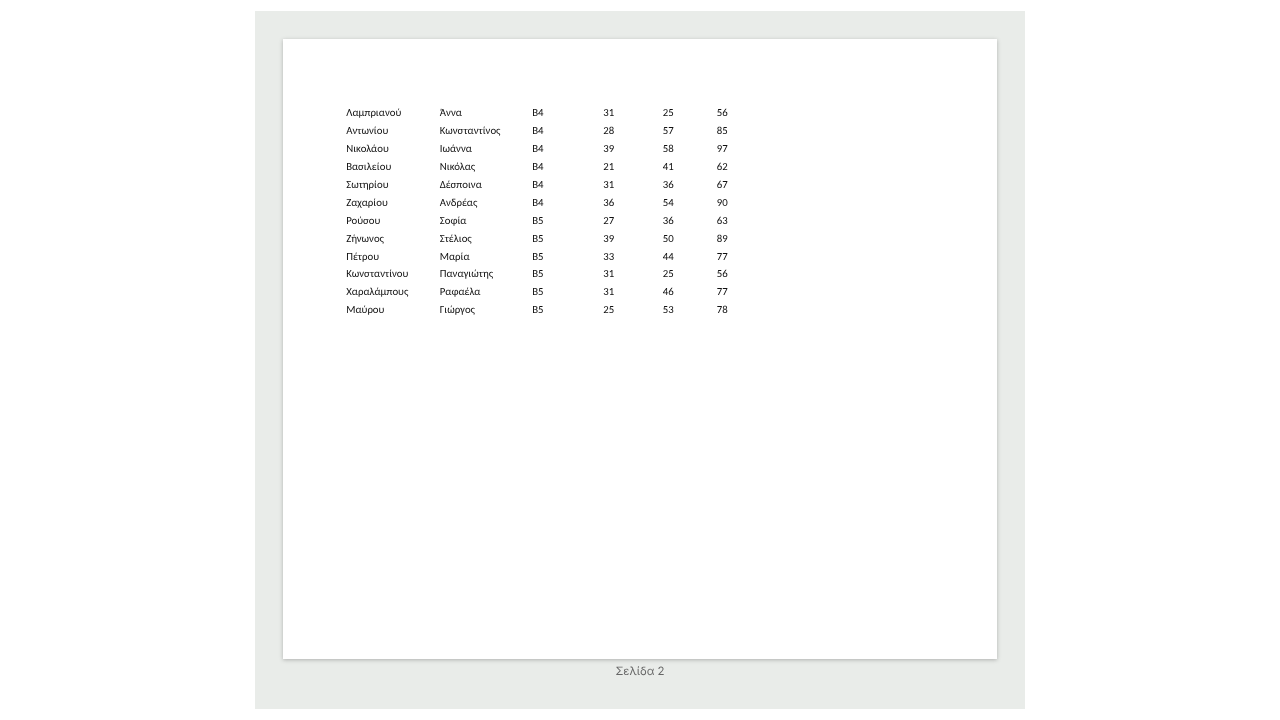 Λαμπριανού Άννα Β4 31 25 56
Αντωνίου Κωνσταντίνος Β4 28 57 85
Νικολάου Ιωάννα Β4 39 58 97
Βασιλείου Νικόλας Β4 21 41 62
Σωτηρίου Δέσποινα Β4 31 36 67
Ζαχαρίου Ανδρέας Β4 36 54 90
Ρούσου Σοφία Β5 27 36 63
Ζήνωνος Στέλιος Β5 39 50 89
Πέτρου Μαρία Β5 33 44 77
Κωνσταντίνου Παναγιώτης Β5 31 25 56
Χαραλάμπους Ραφαέλα Β5 31 46 77
Μαύρου Γιώργος Β5 25 53 78
Σελίδα 2